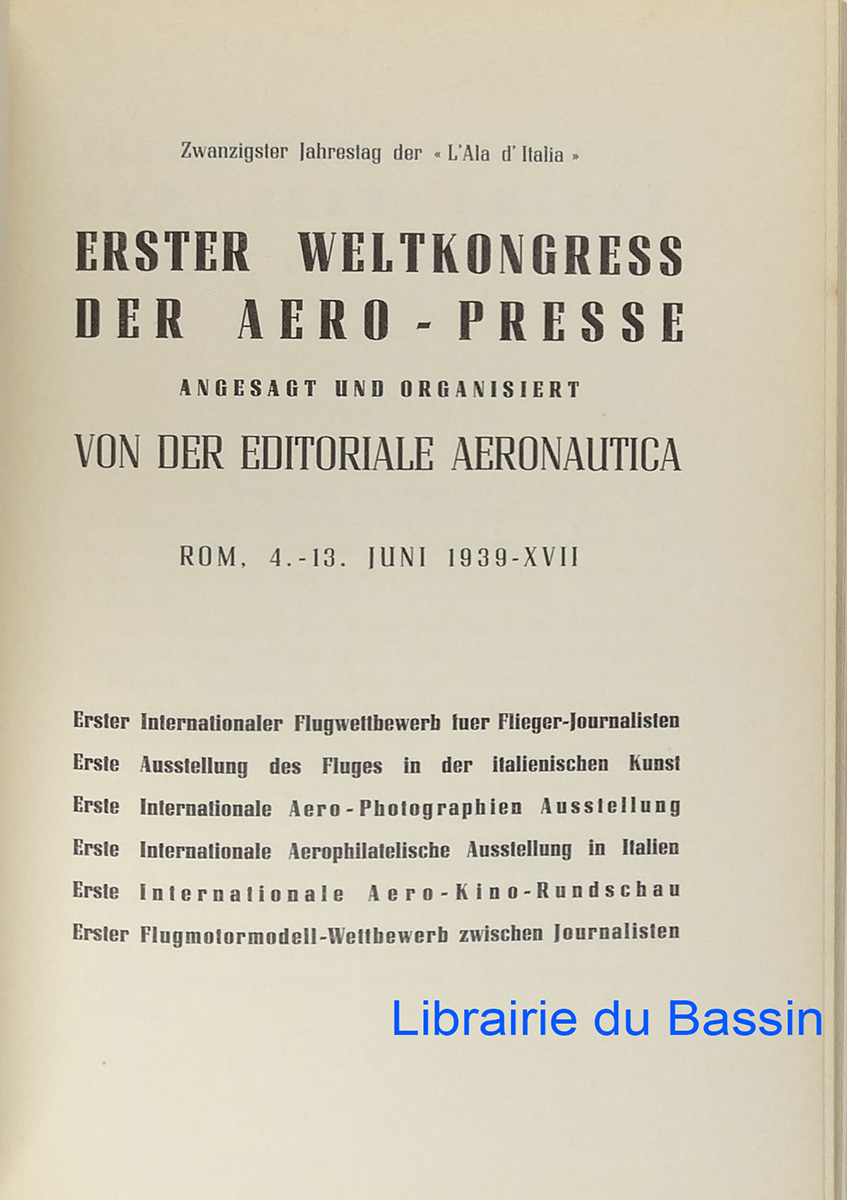 Zwanzigster Jahrestag der « L'Ala d'Italia »
ERSTER WELTKONGRESS
DER AERO - PRESSE
ANGESAGT UND ORGANISIERT
VON DER EDITORIALE AERONAUTICA
ROM, 4.-13. JUNI 1939-XVII
Erster Internationaler Flugwettbewerb fuer Flieger-Journalisten
Erste Ausstellung des Fluges in der italienischen Kunst
Erste Internationale Aero-Photographien Ausstellung
Erste Internationale Aerophilatelische Ausstellung in Italien
Erste Internationale Aero-Kino-Rundschau
Erster Flugmotormodell-Wettbewerb zwischen Journalisten
Librairie du Bassin